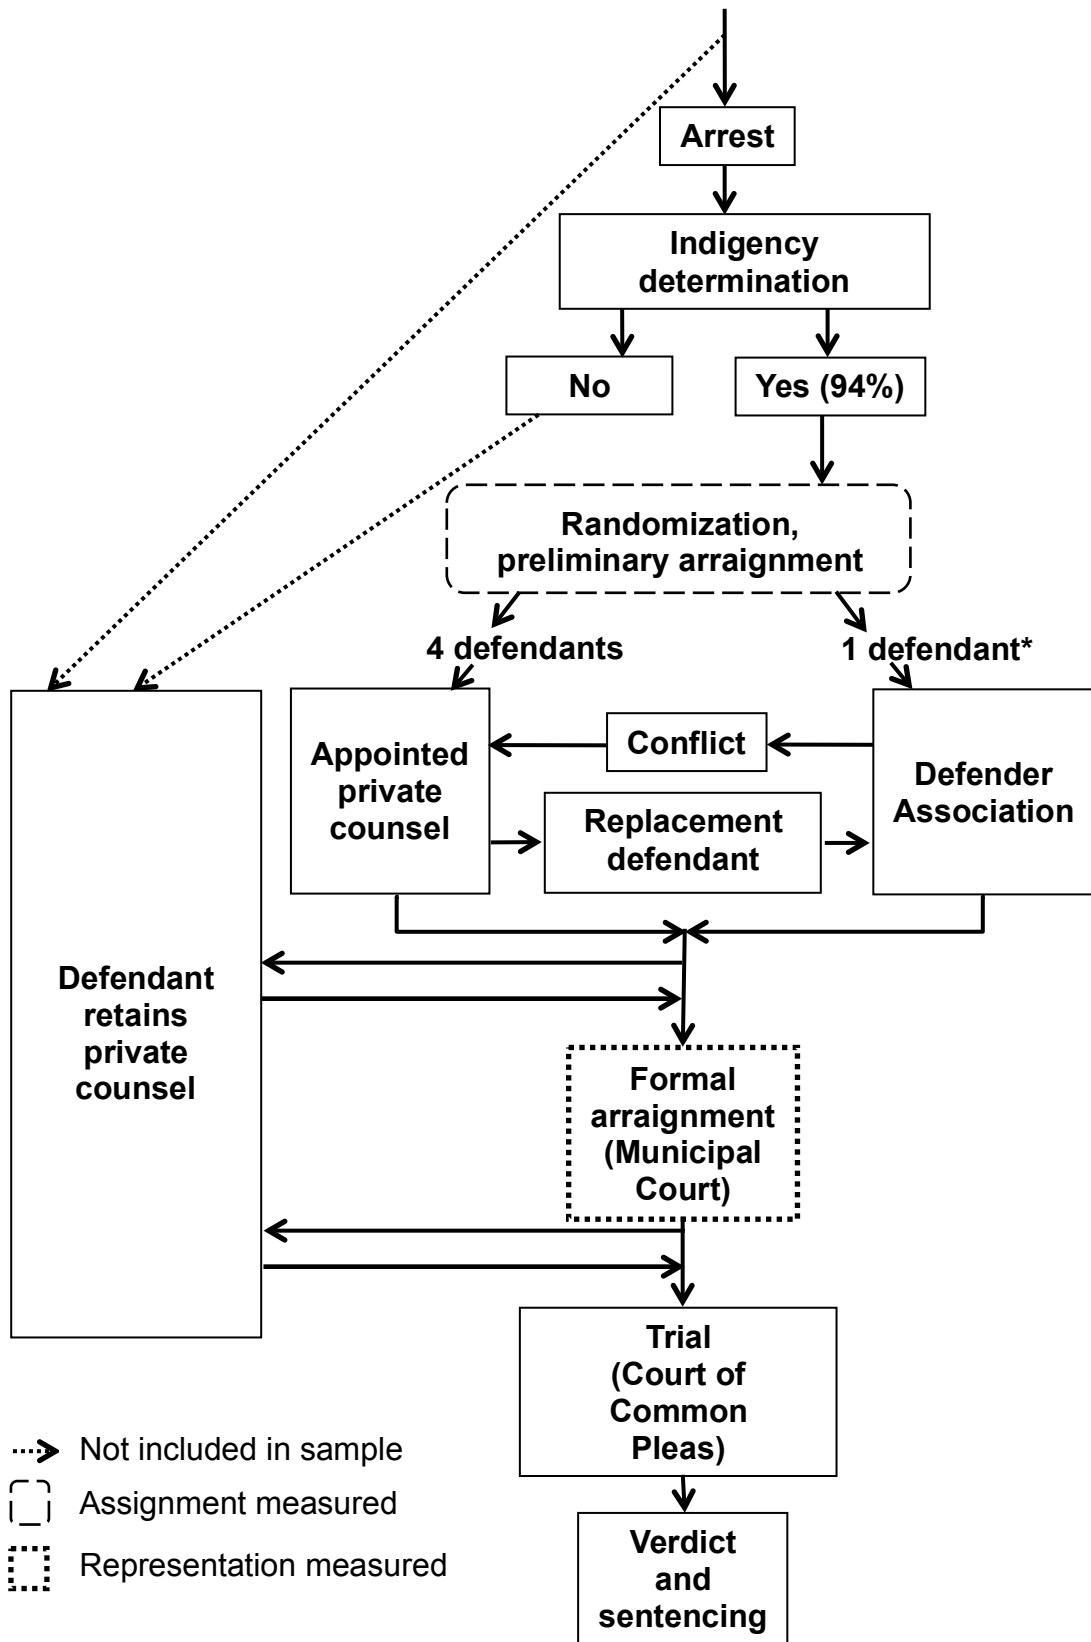 Arrest
Indigency
determination
No
Yes (94%)
Randomization,
preliminary arraignment
4 defendants
1 defendant*
Appointed
private
counsel
Conflict
Replacement
defendant
Defender
Association
Defendant
retains
private
counsel
Formal
arraignment
(Municipal
Court)
Trial
(Court of
Common
Pleas)
Verdict
and
sentencing
Not included in sample
Assignment measured
Representation measured